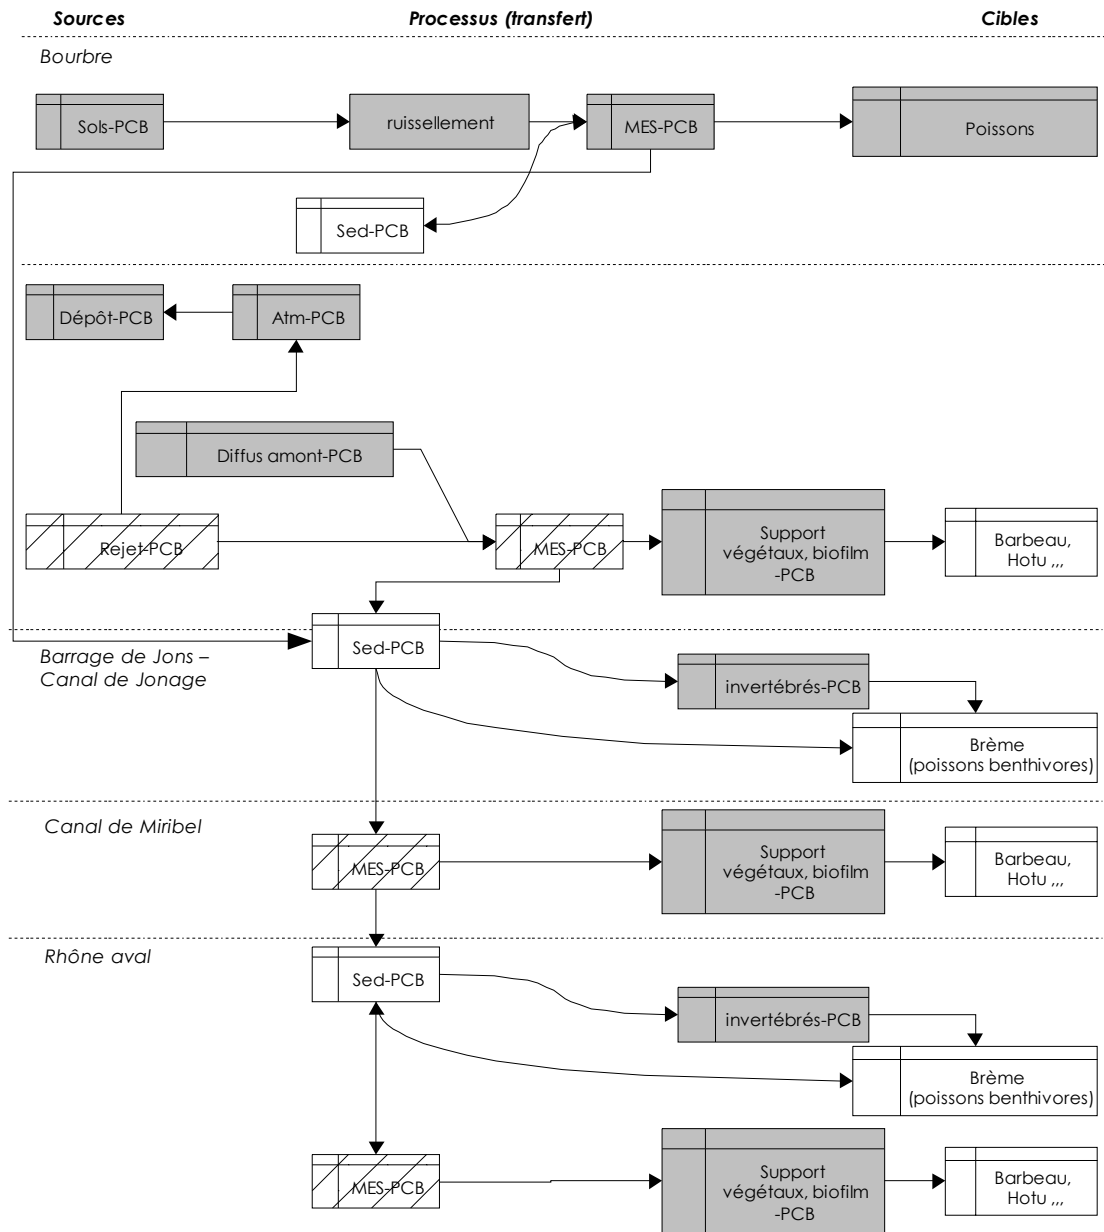 Sources
Processus (transfert)
Cibles
Bourbre
Sols-PCB
ruissellement
MES-PCB
Poissons
Sed-PCB
Dépôt-PCB
Atm-PCB
Diffus amont-PCB
Rejet-PCB
MES-PCB
Support
végétaux, biofilm
-PCB
Barbeau,
Hotu ,,,
Sed-PCB
Barrage de Jons –
Canal de Jonage
invertébrés-PCB
Brème
(poissons benthivores)
Canal de Miribel
MES-PCB
Support
végétaux, biofilm
-PCB
Barbeau,
Hotu ,,,
Rhône aval
Sed-PCB
invertébrés-PCB
Brème
(poissons benthivores)
MES-PCB
Support
végétaux, biofilm
-PCB
Barbeau,
Hotu ,,,